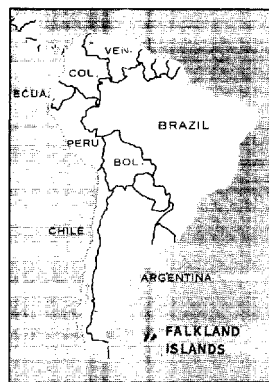 VEN.
COL.
ECUA.
BRAZIL
PERU
BOL.
CHILE
ARGENTINA
FALKLAND
ISLANDS